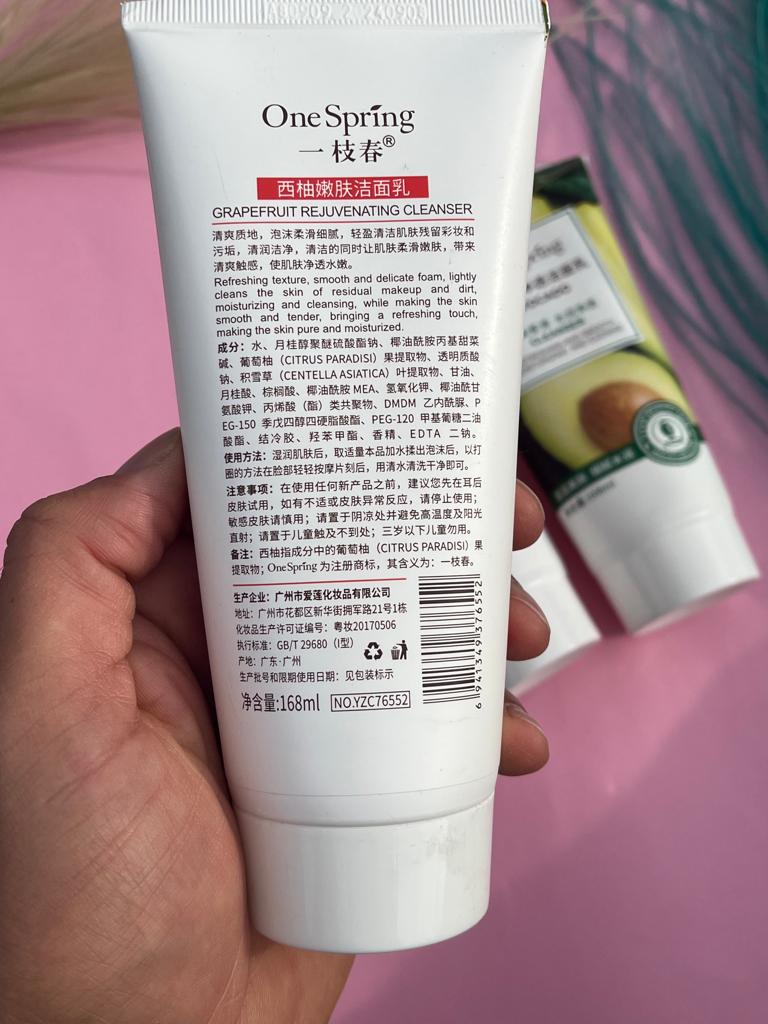 OneSpring
一枝春®
西柚嫩肤洁面乳
GRAPEFRUIT REJUVENATING CLEANSER
清爽质地，泡沫柔滑细腻，轻盈清洁肌肤残留彩妆和
污垢，清润洁净，清洁的同时让肌肤柔滑嫩肤，带来
清爽触感，使肌肤净透水嫩。
Refreshing texture, smooth and delicate foam, lightly
cleans the skin of residual makeup and dirt,
moisturizing and cleansing, while making the skin
smooth and tender, bringing a refreshing touch,
making the skin pure and moisturized.
成分：水、月桂醇聚醚硫酸酯钠、椰油酰胺丙基甜菜
碱、葡萄柚（CITRUS PARADISI）果提取物、透明质酸
钠、积雪草（CENTELLA ASIATICA）叶提取物、甘油、
月桂酸、棕榈酸、椰油酰胺 MEA、氢氧化钾、椰油酰甘
氨酸钾、丙烯酸（酯）类共聚物、DMDM 乙内酰脲、P
EG-150 季戊四醇四硬脂酸酯、PEG-120 甲基葡糖二油
酸酯、结冷胶、羟苯甲酯、香精、EDTA 二钠。
使用方法：湿润肌肤后，取适量本品加水揉出泡沫后，以打
圈的方法在脸部轻轻按摩片刻后，用清水清洗干净即可。
注意事项：在使用任何新产品之前，建议您先在耳后
皮肤试用，如有不适或皮肤异常反应，请停止使用；
敏感皮肤请慎用；请置于阴凉处并避免高温度及阳光
直射；请置于儿童触及不到处；三岁以下儿童勿用。
备注：西柚指成分中的葡萄柚（CITRUS PARADISI）果
提取物；OneSpring 为注册商标，其含义为：一枝春。
生产企业：广州市爱莲化妆品有限公司
地址：广州市花都区新华街拥军路21号1栋
化妆品生产许可证编号：粤妆20170506
执行标准：GB/T 29680（I型）
产地：广东·广州
生产批号和限期使用日期：见包装标示
净含量:168ml NO.YZC76552
6 941349 376552